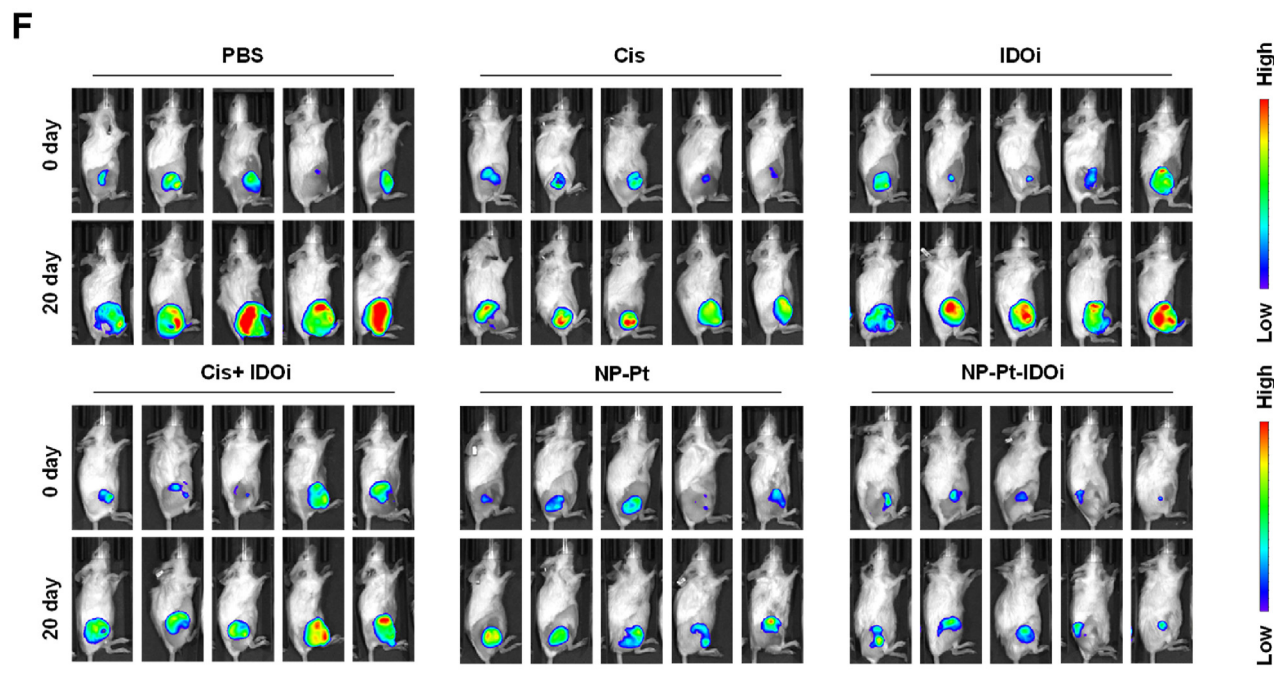 F
PBS
Cis
IDOi
High
0 day
20 day
Low
Cis+ IDOi
NP-Pt
NP-Pt-IDOi
High
0 day
20 day
Low